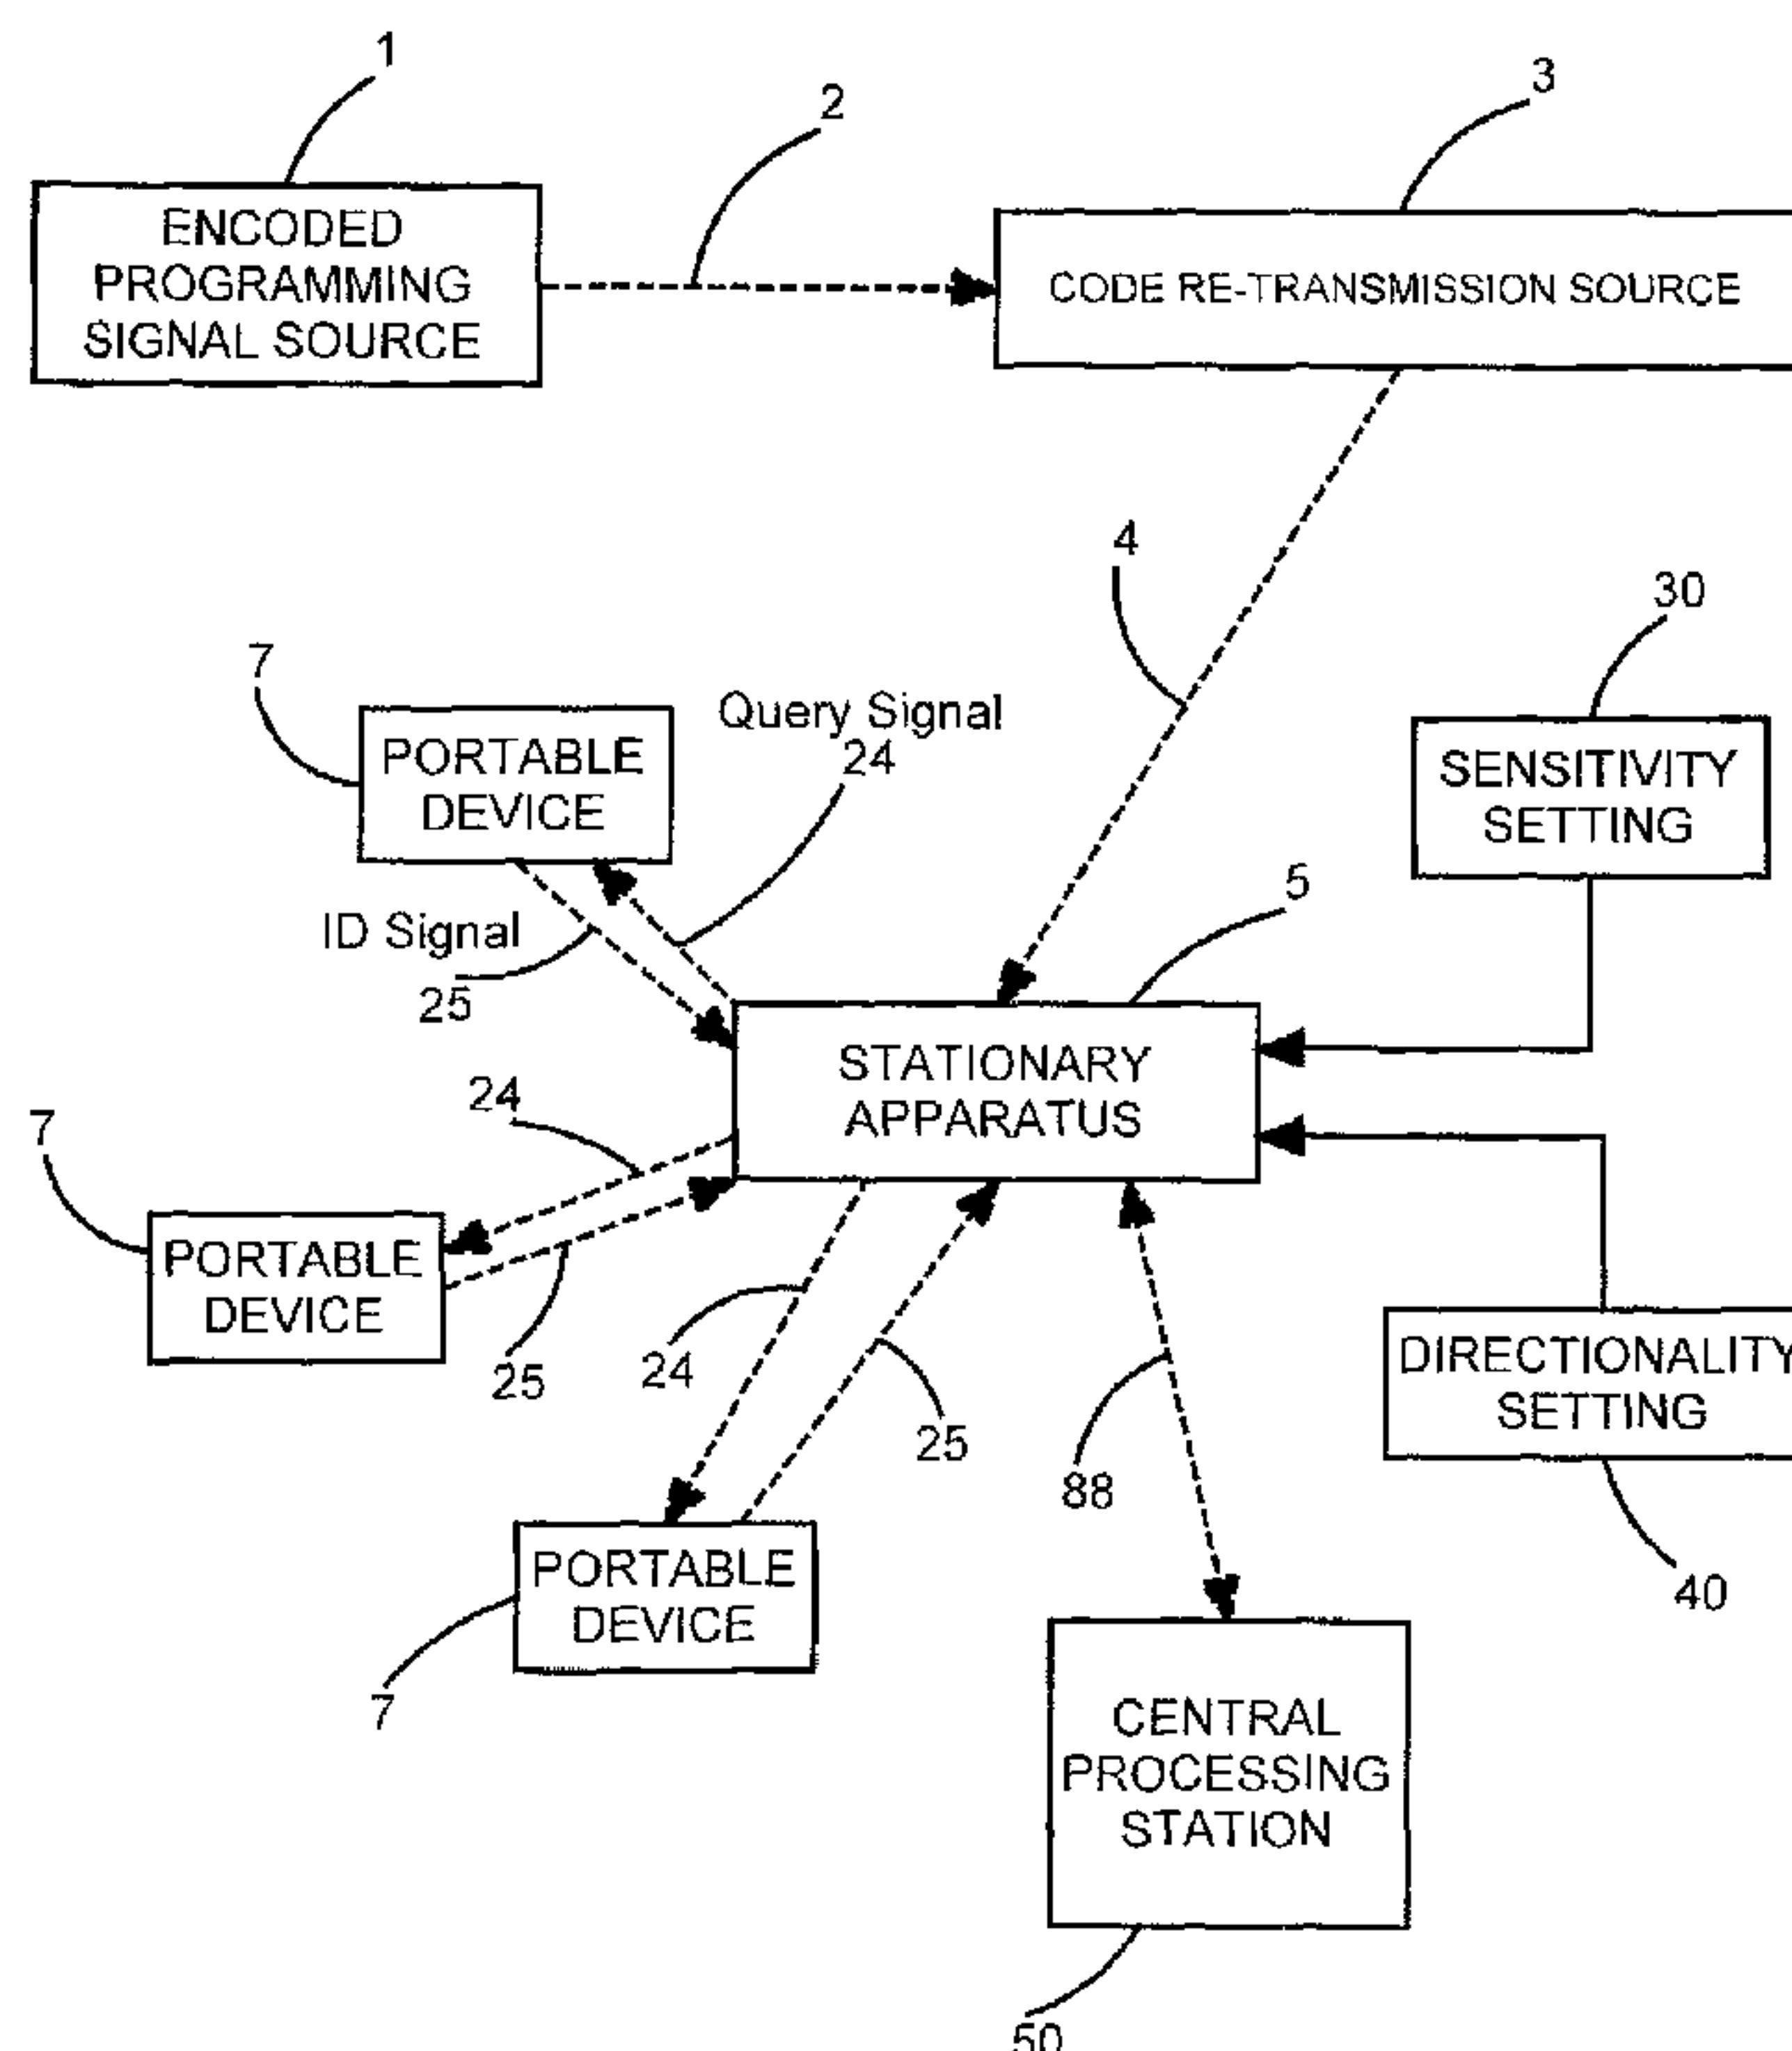 1
2
3
ENCODED
PROGRAMMING
SIGNAL SOURCE
CODE RE-TRANSMISSION SOURCE
4
30
7
Query Signal
24
PORTABLE
DEVICE
SENSITIVITY
SETTING
5
ID Signal
25
STATIONARY
APPARATUS
24
7
PORTABLE
DEVICE
25
24
25
88
DIRECTIONALITY
SETTING
40
PORTABLE
DEVICE
7
CENTRAL
PROCESSING
STATION
50